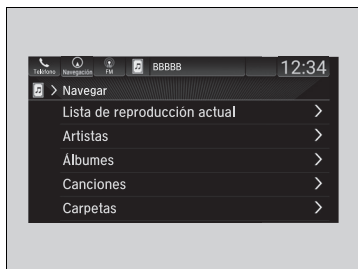 Teléfono Navegación FM BBBBB 12:34
> Navegar
Lista de reproducción actual >
Artistas >
Álbumes >
Canciones >
Carpetas >